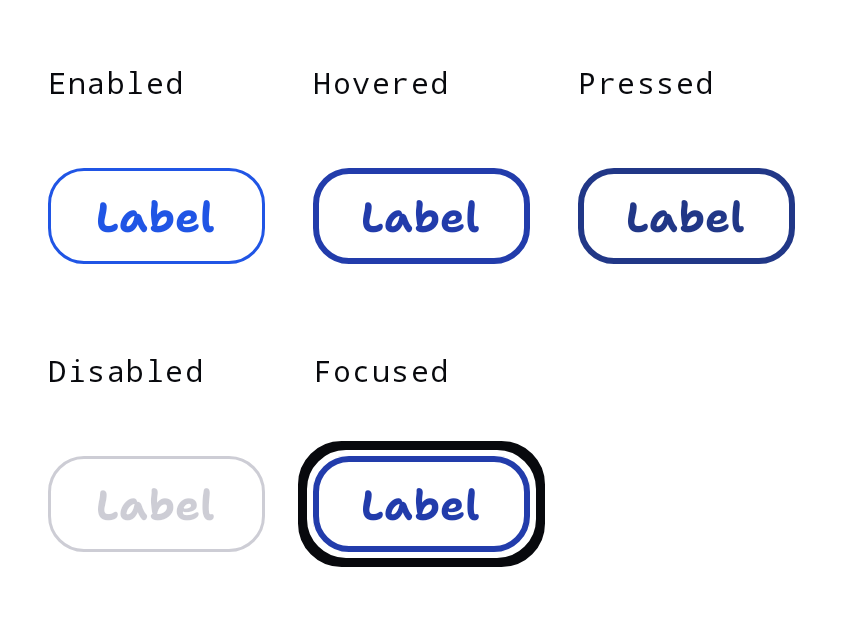 Enabled
Hovered
Pressed
Label
Label
Label
Disabled
Focused
Label
Label